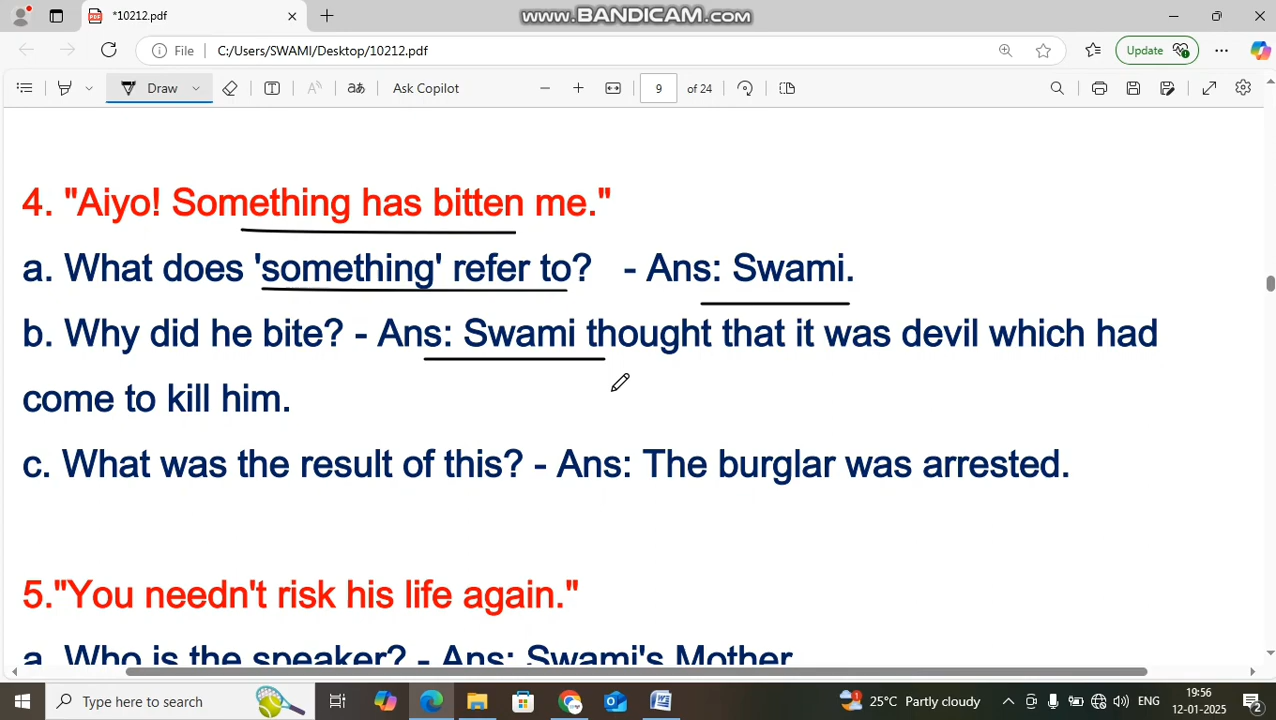 *10212.pdf
www.BANDICAM.com
File C:/Users/SWAMI/Desktop/10212.pdf Update
Draw aあ Ask Copilot 9 of 24
4. "Aiyo! Something has bitten me."
a. What does 'something' refer to? - Ans: Swami.
b. Why did he bite? - Ans: Swami thought that it was devil which had
come to kill him.
c. What was the result of this? - Ans: The burglar was arrested.
5."You needn't risk his life again."
a. Who is the speaker? - Ans: Swami's Mother
Type here to search 25°C Partly cloudy ENG 19:56
12-01-2025